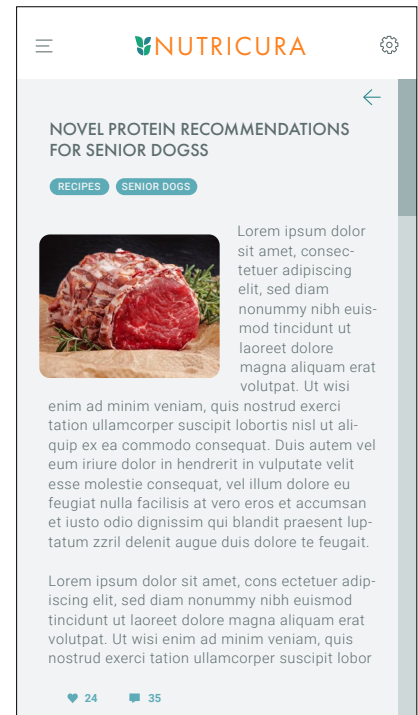 NUTRICURA
NOVEL PROTEIN RECOMMENDATIONS
FOR SENIOR DOGSS
RECIPES SENIOR DOGS
Lorem ipsum dolor
sit amet, consec-
tetuer adipiscing
elit, sed diam
nonummy nibh euis-
mod tincidunt ut
laoreet dolore
magna aliquam erat
volutpat. Ut wisi
enim ad minim veniam, quis nostrud exerci
tation ullamcorper suscipit lobortis nisl ut ali-
quip ex ea commodo consequat. Duis autem vel
eum iriure dolor in hendrerit in vulputate velit
esse molestie consequat, vel illum dolore eu
feugiat nulla facilisis at vero eros et accumsan
et iusto odio dignissim qui blandit praesent lup-
tatum zzril delenit augue duis dolore te feugait.
Lorem ipsum dolor sit amet, cons ectetuer adip-
iscing elit, sed diam nonummy nibh euismod
tincidunt ut laoreet dolore magna aliquam erat
volutpat. Ut wisi enim ad minim veniam, quis
nostrud exerci tation ullamcorper suscipit lobor
24 35